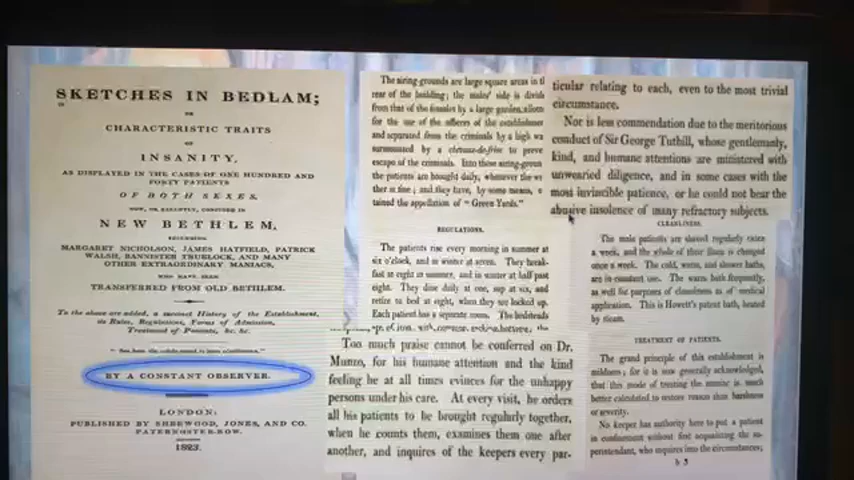 SKETCHES IN BEDLAM;
OR
CHARACTERISTIC TRAITS
OF
INSANITY,
AS DISPLAYED IN THE CASES OF ONE HUNDRED AND
FORTY PATIENTS
OF BOTH SEXES,
NOW, OR RECENTLY, CONFINED IN
NEW BETHLEM,
INCLUDING
MARGARET NICHOLSON, JAMES HATFIELD, PATRICK
WALSH, BANNISTER TRUELOCK, AND MANY
OTHER EXTRAORDINARY MANIACS,
WHO HAVE BEEN
TRANSFERRED FROM OLD BETHLEM.
To the above are added, a succinct History of the Establishment,
its Rules, Regulations, Forms of Admission,
Treatment of Patients, &c. &c.
BY A CONSTANT OBSERVER.
LONDON:
PUBLISHED BY SHERWOOD, JONES, AND CO.
PATERNOSTER-ROW.
1823.
The airing-grounds are large square areas in
rear of the building; the males' side is
from that of the females by a large garden,
for the use of the officers of the
and separated from the criminals by a high
surmounted by a chevaux-de-frise to
escape of the criminals. Into these
the patients are brought daily, whenever the
ther is fine; and they have, by some means,
tained the appellation of "Green Yards."
REGULATIONS.
The patients rise every morning in summer at
six o'clock, and in winter at seven. They break-
fast at eight in summer, and in winter at half past
eight. They dine daily at one, sup at six, and
retire to bed at eight, when they are locked up.
Each patient has a separate room. The bedsteads
Too much praise cannot be conferred on Dr.
Munro, for his humane attention and the kind
feeling he at all times evinces for the unhappy
persons under his care. At every visit, he orders
all his patients to be brought regularly together,
when he counts them, examines them one after
another, and inquires of the keepers every par-
ticular relating to each, even to the most trivial
circumstance.
Nor is less commendation due to the meritorious
conduct of Sir George Tuthill, whose gentlemanly,
kind, and humane attentions are ministered with
unwearied diligence, and in some cases with the
most invincible patience, or he could not bear the
abusive insolence of many refractory subjects.
CLEANLINESS.
The male patients are shaved regularly twice
a week, and the whole of their linen is changed
once a week. The cold, warm, and shower baths,
are in constant use. The warm bath frequently,
as well for purposes of cleanliness as of medical
application. This is Howett's patent bath, heated
by steam.
TREATMENT OF PATIENTS.
The grand principle of this establishment is
mildness; for it is now generally acknowledged,
that this mode of treating the maniac is much
better calculated to restore reason than harshness
or severity.
No keeper has authority here to put a patient
in confinement without first acquainting the su-
perintendant, who inquires into the circumstances;
b 3